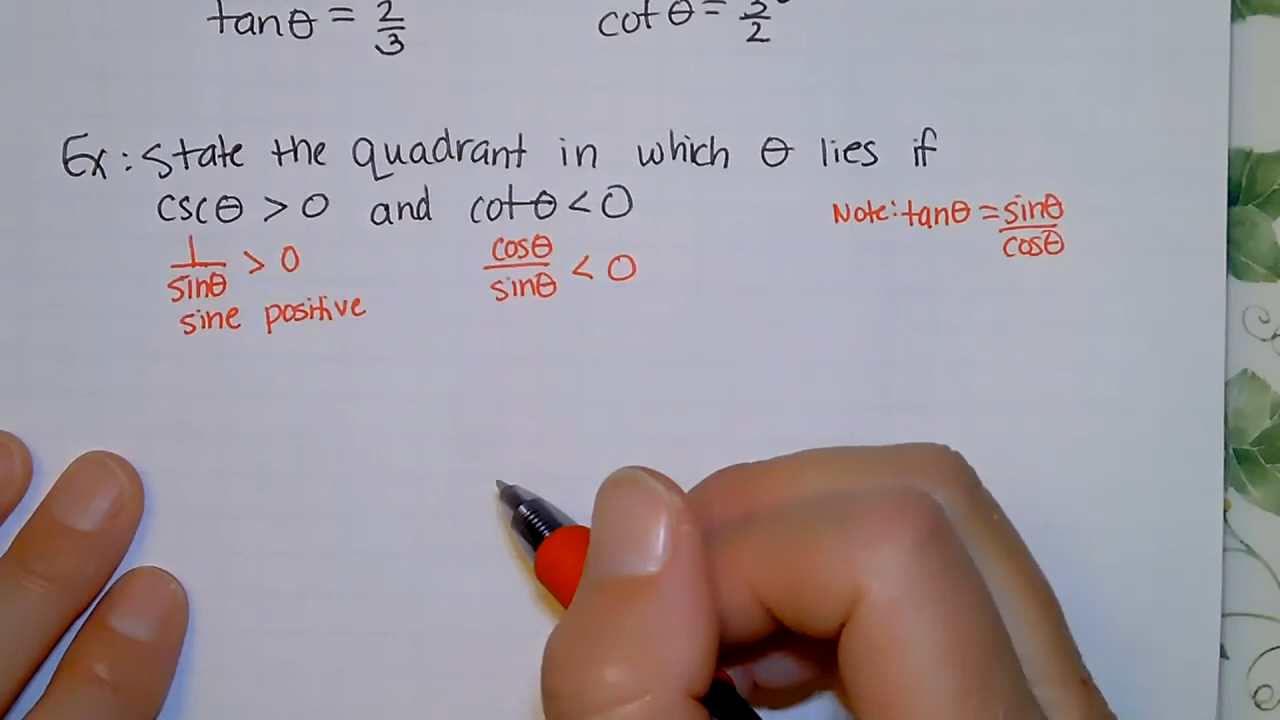 tanθ = 2/3 cotθ = 3/2
Ex: State the quadrant in which θ lies if
cscθ > 0 and cotθ < 0
Note: tanθ = sinθ/cosθ
1/sinθ > 0 cosθ/sinθ < 0
sine positive